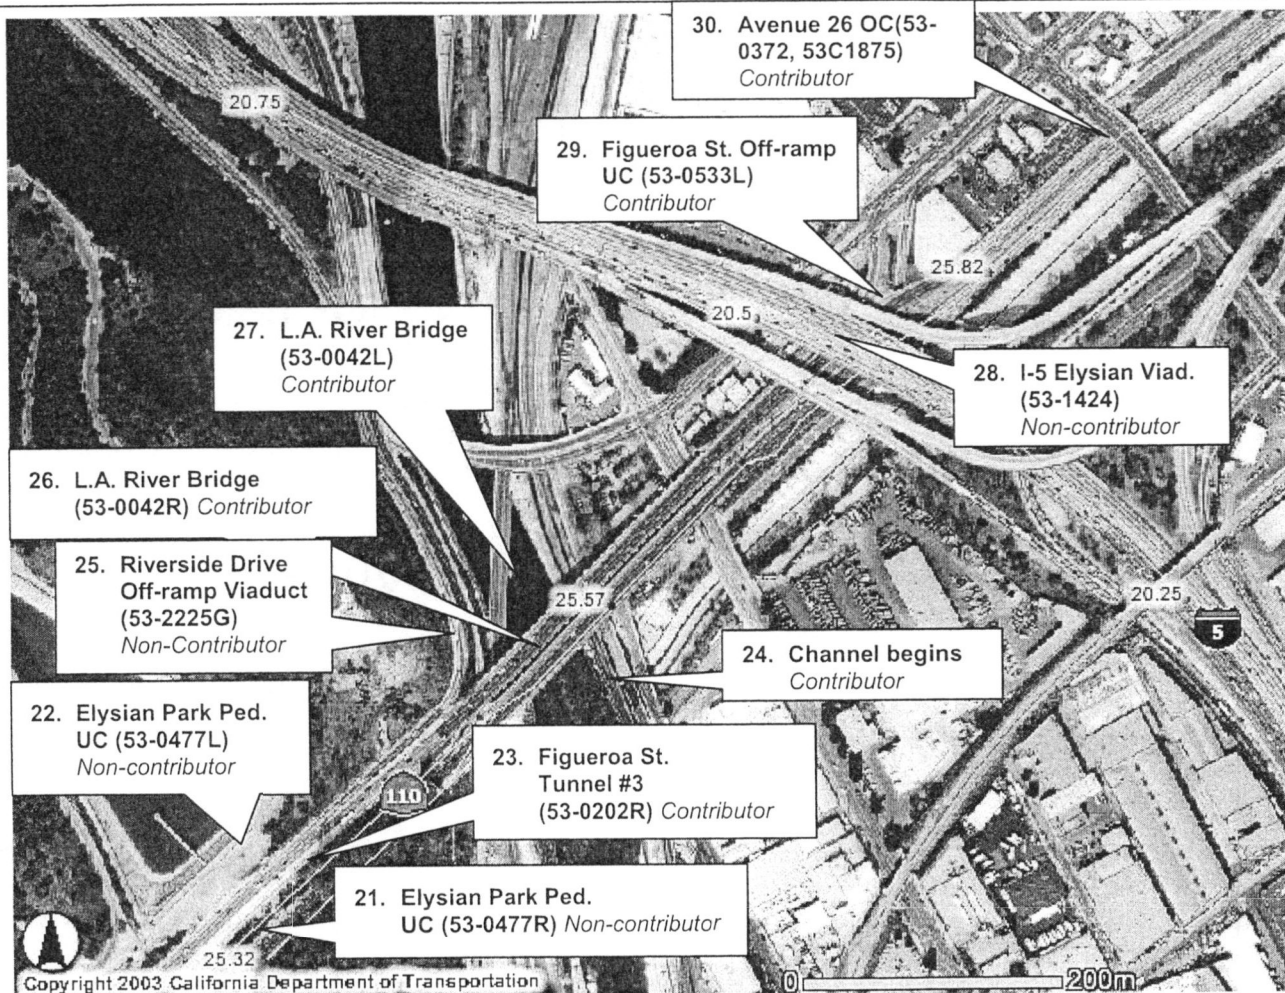 30. Avenue 26 OC(53-
0372, 53C1875)
Contributor
20.75
29. Figueroa St. Off-ramp
UC (53-0533L)
Contributor
25.82
27. L.A. River Bridge
(53-0042L)
Contributor
20.5
28. I-5 Elysian Viad.
(53-1424)
Non-contributor
26. L.A. River Bridge
(53-0042R) Contributor
25. Riverside Drive
Off-ramp Viaduct
(53-2225G)
Non-Contributor
25.57
20.25
5
24. Channel begins
Contributor
22. Elysian Park Ped.
UC (53-0477L)
Non-contributor
23. Figueroa St.
Tunnel #3
(53-0202R) Contributor
110
21. Elysian Park Ped.
UC (53-0477R) Non-contributor
25.32
Copyright 2003 California Department of Transportation
0 200m